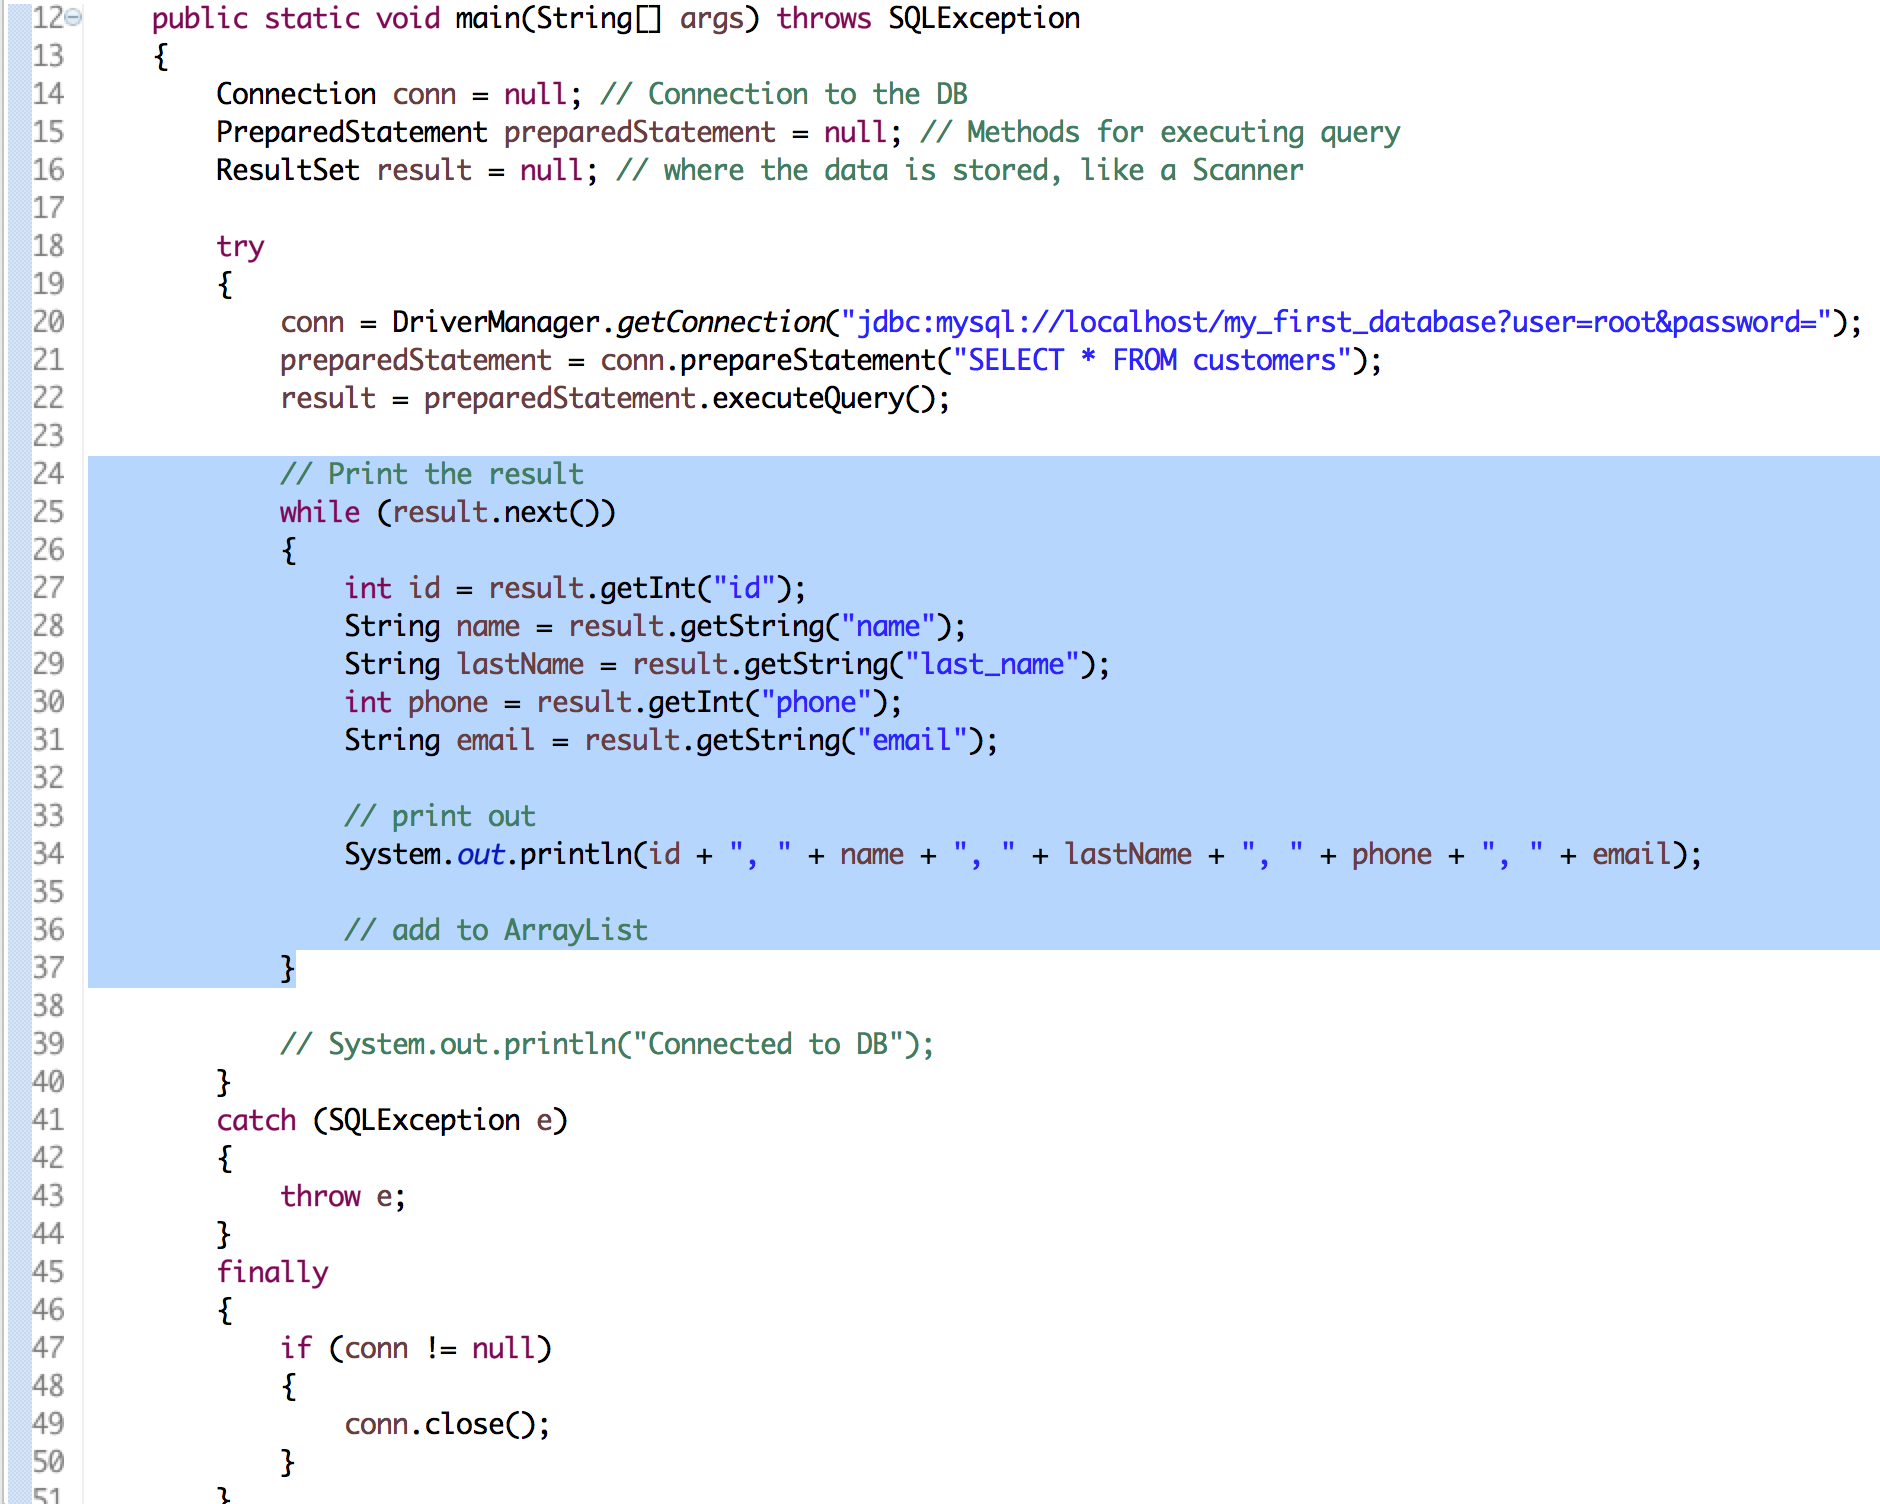 12 public static void main(String[] args) throws SQLException
13 {
14 Connection conn = null; // Connection to the DB
15 PreparedStatement preparedStatement = null; // Methods for executing query
16 ResultSet result = null; // where the data is stored, like a Scanner
17
18 try
19 {
20 conn = DriverManager.getConnection("jdbc:mysql://localhost/my_first_database?user=root&password=");
21 preparedStatement = conn.prepareStatement("SELECT * FROM customers");
22 result = preparedStatement.executeQuery();
23
24 // Print the result
25 while (result.next())
26 {
27 int id = result.getInt("id");
28 String name = result.getString("name");
29 String lastName = result.getString("last_name");
30 int phone = result.getInt("phone");
31 String email = result.getString("email");
32
33 // print out
34 System.out.println(id + ", " + name + ", " + lastName + ", " + phone + ", " + email);
35
36 // add to ArrayList
37 }
38
39 // System.out.println("Connected to DB");
40 }
41 catch (SQLException e)
42 {
43 throw e;
44 }
45 finally
46 {
47 if (conn != null)
48 {
49 conn.close();
50 }
51 }